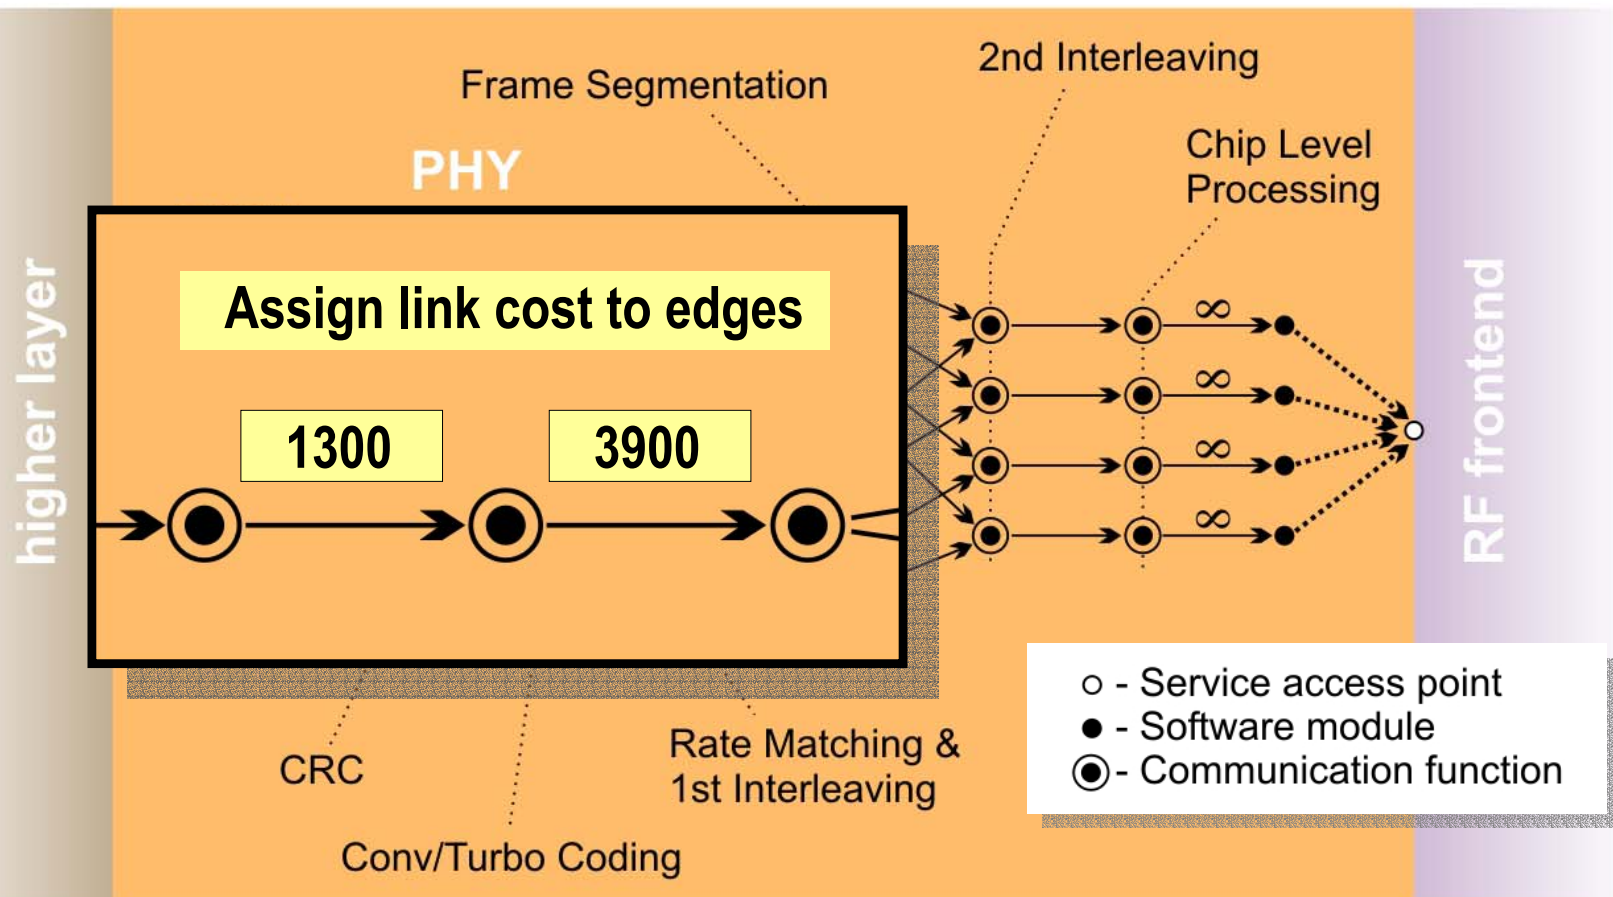 higher layer
PHY
Frame Segmentation
2nd Interleaving
Chip Level
Processing
Assign link cost to edges
1300
3900
∞
∞
∞
∞
RF frontend
CRC
Conv/Turbo Coding
Rate Matching &
1st Interleaving
- Service access point
- Software module
- Communication function